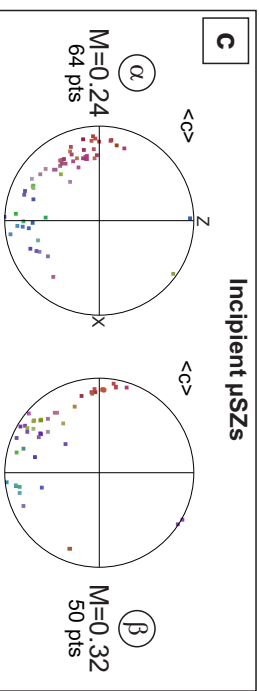 c
Incipient µSZs
α
M=0.24
64 pts
<c>
Z
X
<c>
β
M=0.32
50 pts